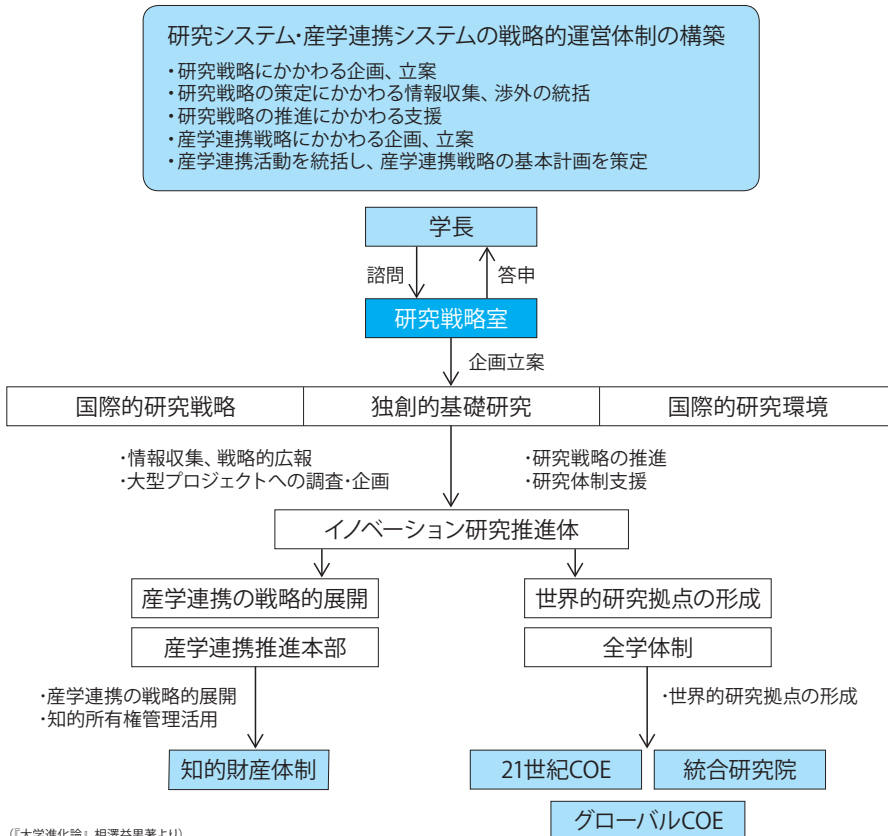 研究システム・産学連携システムの戦略的運営体制の構築
・研究戦略にかかわる企画、立案
・研究戦略の策定にかかわる情報収集、渉外の統括
・研究戦略の推進にかかわる支援
・産学連携戦略にかかわる企画、立案
・産学連携活動を統括し、産学連携戦略の基本計画を策定
学長
諮問
答申
研究戦略室
企画立案
国際的研究戦略
独創的基礎研究
国際的研究環境
・情報収集、戦略的広報
・大型プロジェクトへの調査・企画
・研究戦略の推進
・研究体制支援
イノベーション研究推進体
産学連携の戦略的展開
世界的研究拠点の形成
産学連携推進本部
全学体制
・産学連携の戦略的展開
・知的所有権管理活用
・世界的研究拠点の形成
知的財産体制
21世紀COE
統合研究院
グローバルCOE
(『大学進化論』相澤益男著より)